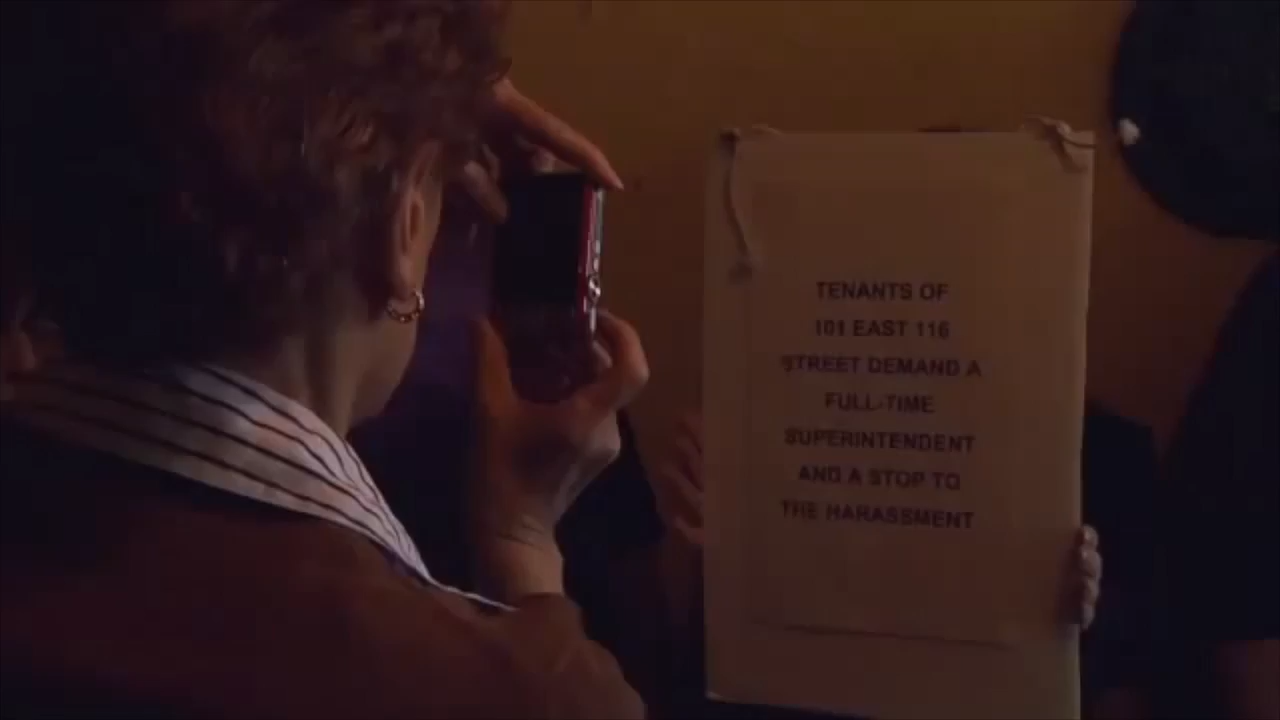 TENANTS OF
101 EAST 116
STREET DEMAND A
FULL-TIME
SUPERINTENDENT
AND A STOP TO
THE HARASSMENT